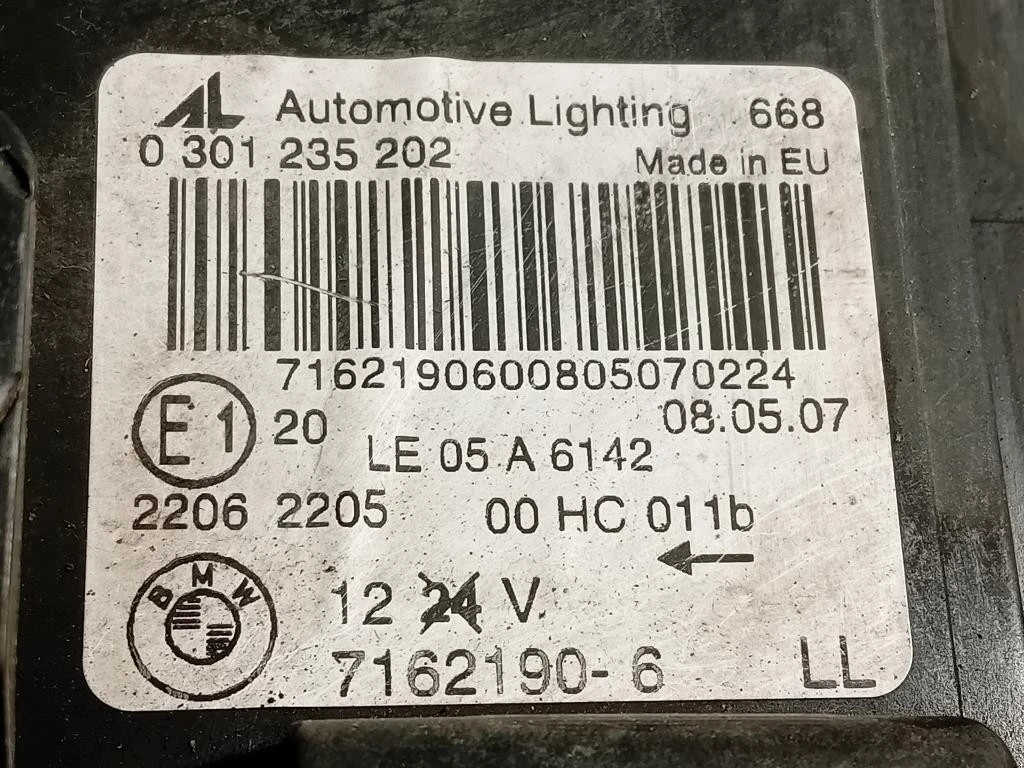 AL Automotive Lighting 668
0 301 235 202 Made in EU
7162190600805070224
E1 20 08.05.07
LE 05 A 6142
2206 2205 00 HC 011b
BMW 12 24 V.
7162190-6 LL